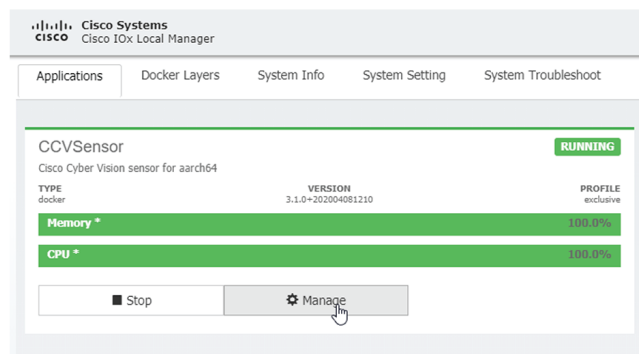 CISCO
Cisco Systems
Cisco IOx Local Manager
Applications Docker Layers System Info System Setting System Troubleshoot
CCVSensor RUNNING
Cisco Cyber Vision sensor for aarch64
TYPE VERSION PROFILE
docker 3.1.0+202004081210 exclusive
Memory * 100.0%
CPU * 100.0%
Stop Manage